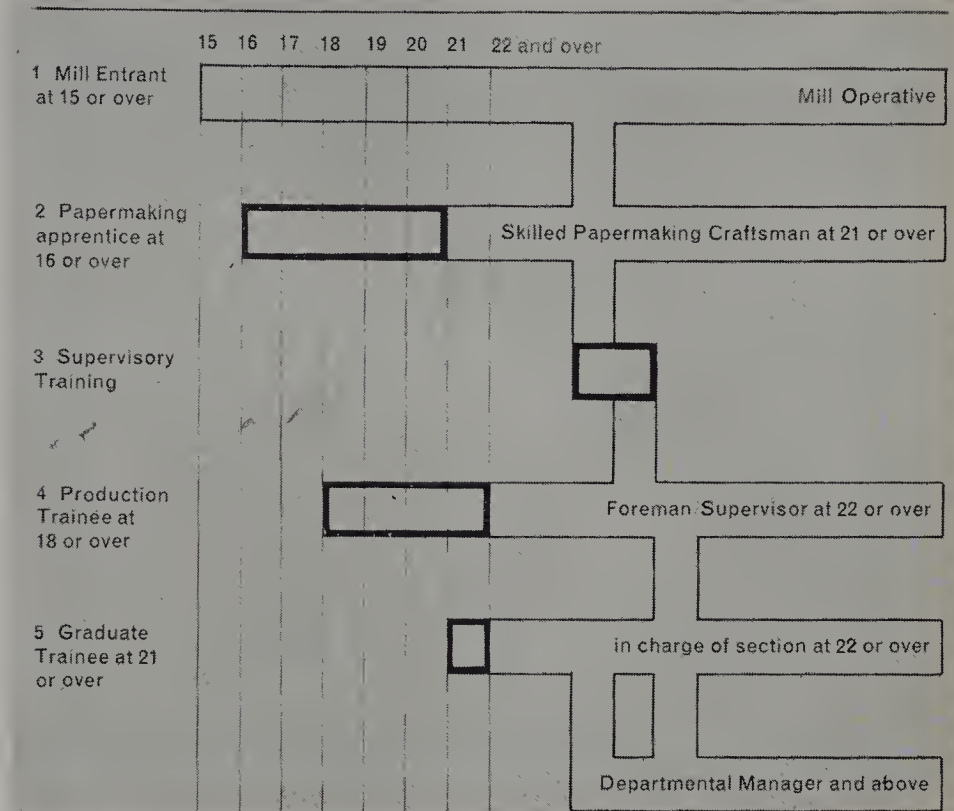 15 16 17 18 19 20 21 22 and over
1 Mill Entrant
at 15 or over
Mill Operative
2 Papermaking
apprentice at
16 or over
Skilled Papermaking Craftsman at 21 or over
3 Supervisory
Training
4 Production
Trainee at
18 or over
Foreman Supervisor at 22 or over
5 Graduate
Trainee at 21
or over
in charge of section at 22 or over
Departmental Manager and above